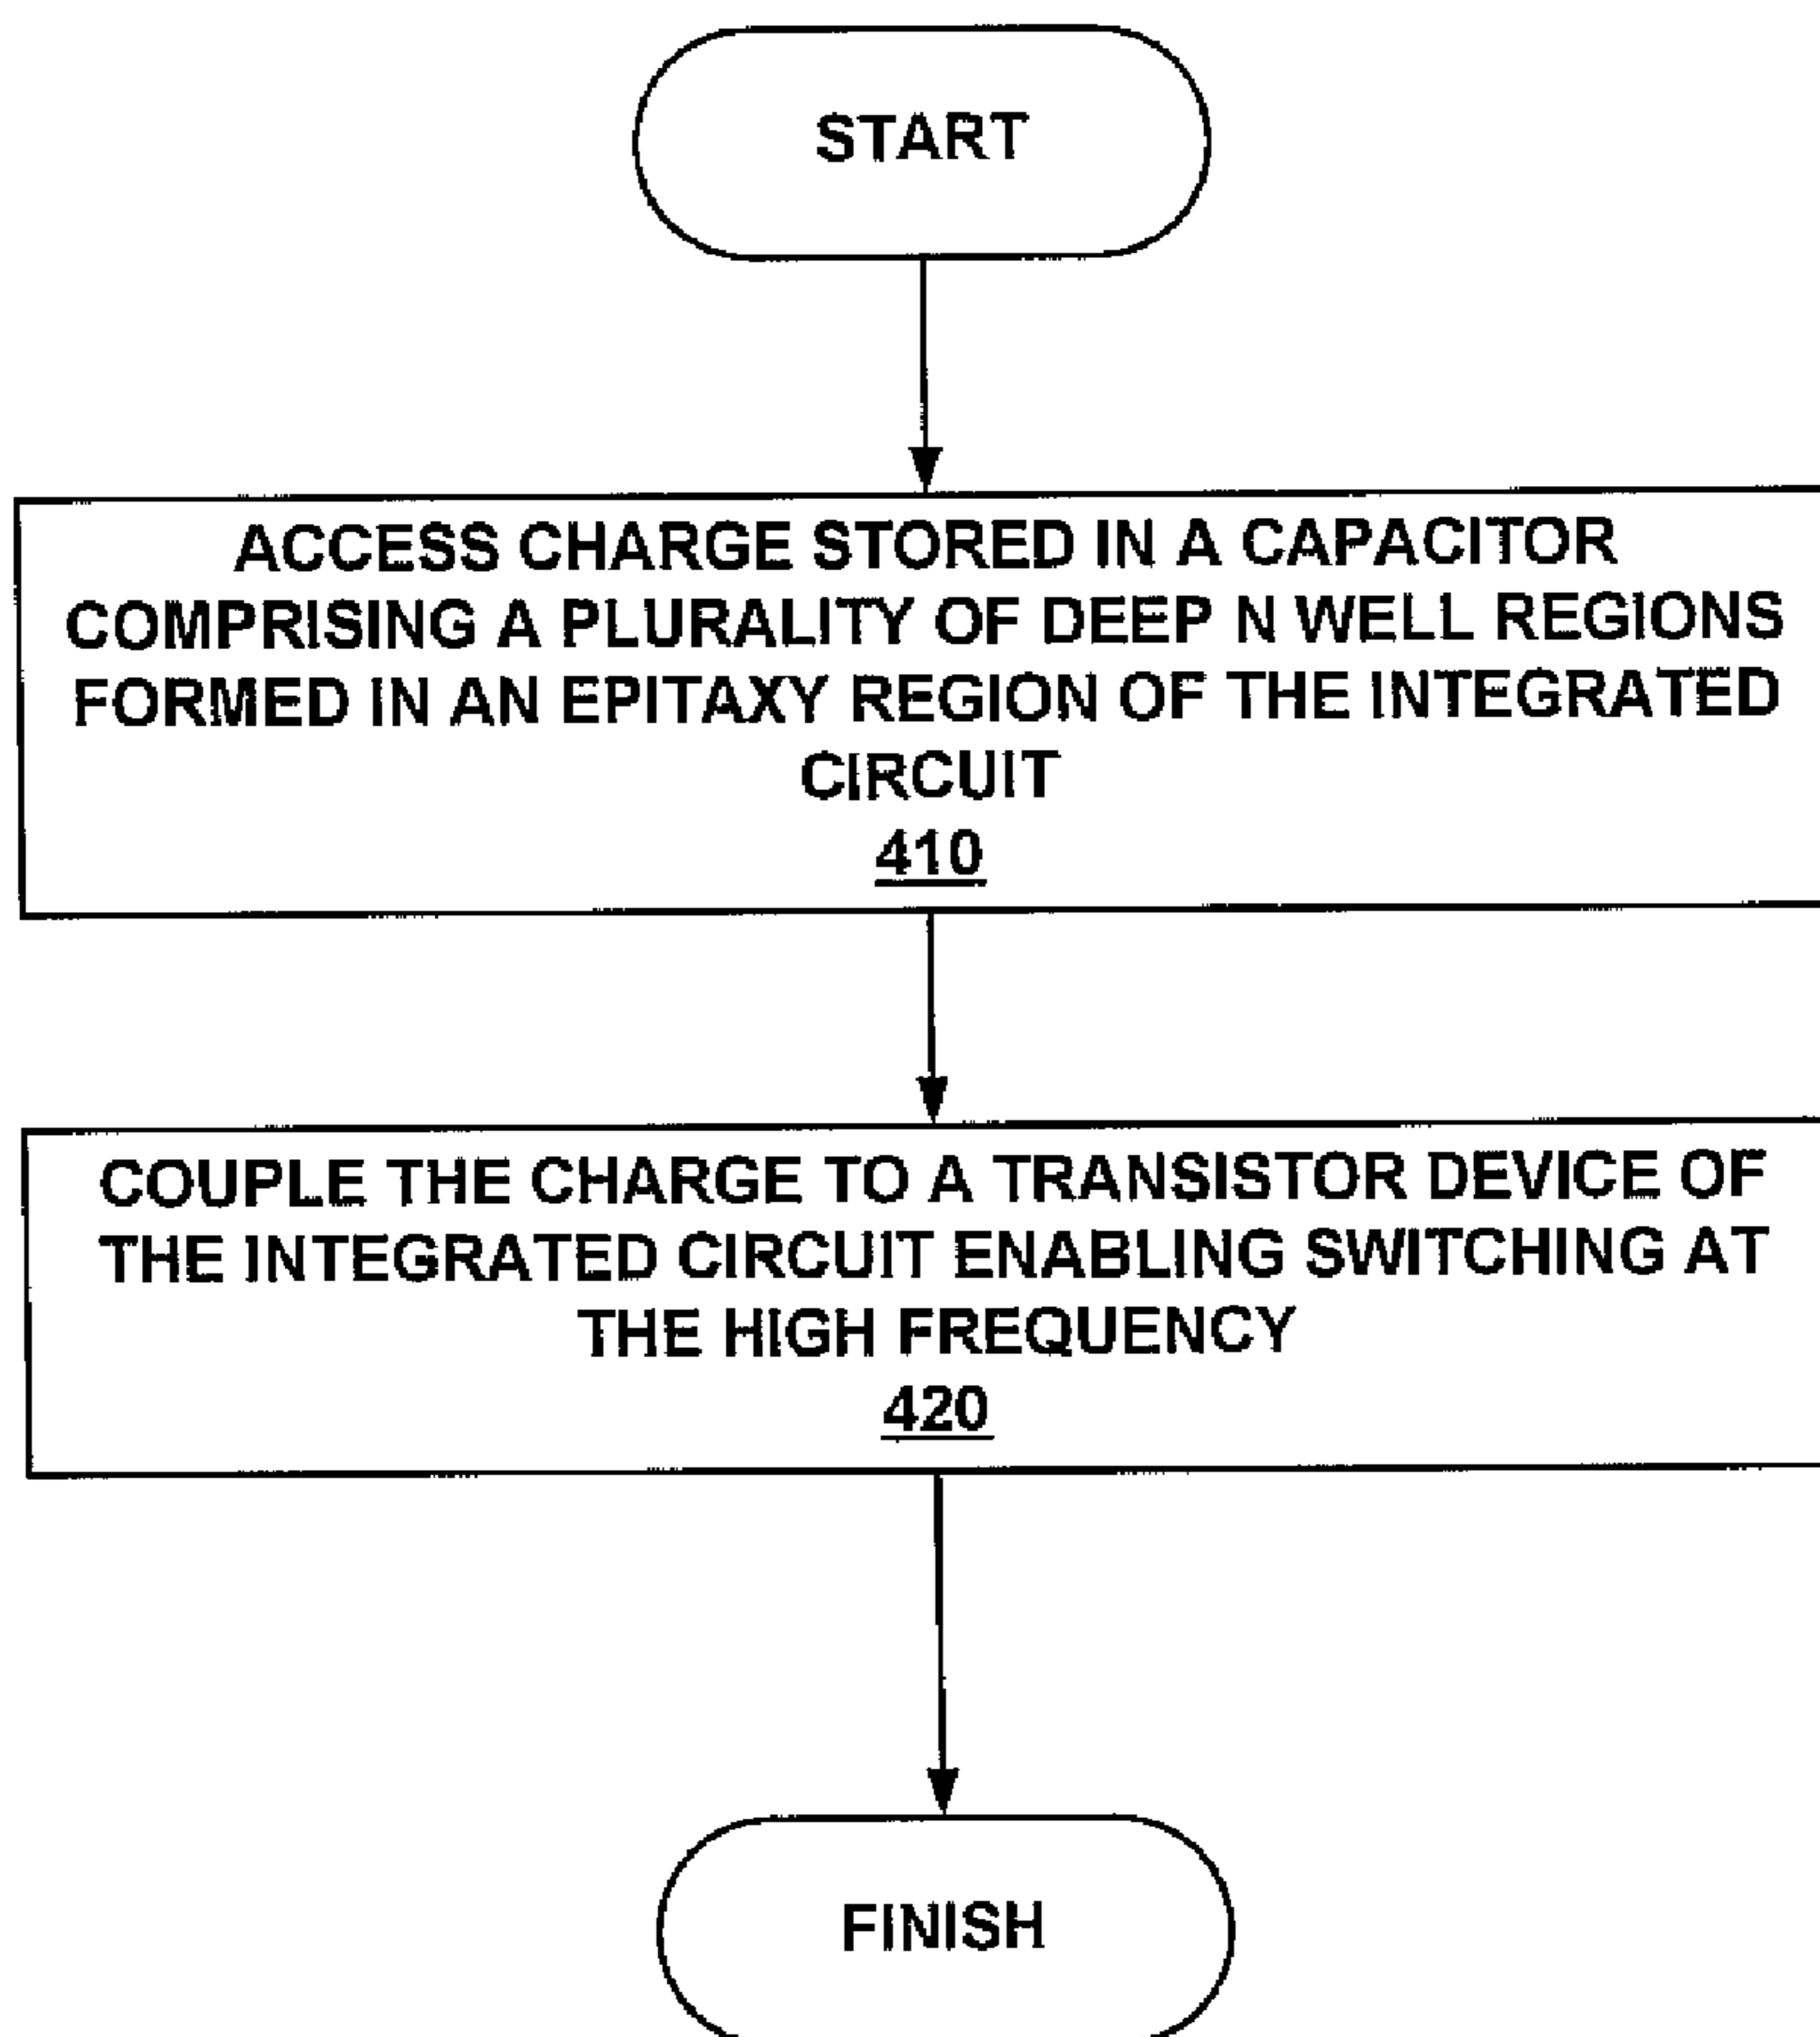 START
ACCESS CHARGE STORED IN A CAPACITOR
COMPRISING A PLURALITY OF DEEP N WELL REGIONS
FORMED IN AN EPITAXY REGION OF THE INTEGRATED
CIRCUIT
410
COUPLE THE CHARGE TO A TRANSISTOR DEVICE OF
THE INTEGRATED CIRCUIT ENABLING SWITCHING AT
THE HIGH FREQUENCY
420
FINISH